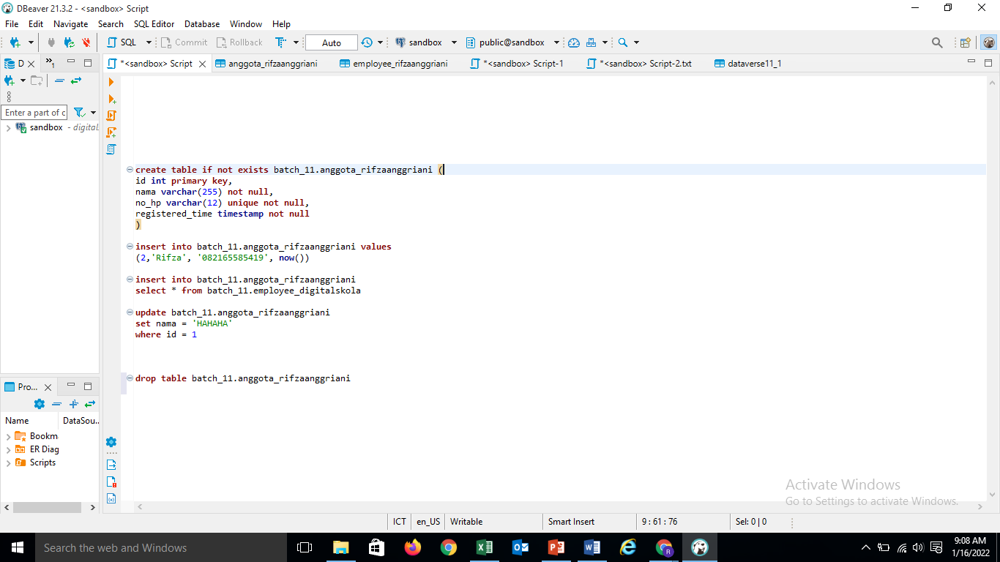 DBeaver 21.3.2 - <sandbox> Script
File Edit Navigate Search SQL Editor Database Window Help
SQL Commit Rollback Auto sandbox public@sandbox
D »1 *<sandbox> Script anggota_rifzaanggriani employee_rifzaanggriani *<sandbox> Script-1 *<sandbox> Script-2.txt dataverse11_1
Enter a part of c
sandbox - digital
create table if not exists batch_11.anggota_rifzaanggriani (
id int primary key,
nama varchar(255) not null,
no_hp varchar(12) unique not null,
registered_time timestamp not null
)
insert into batch_11.anggota_rifzaanggriani values
(2,'Rifza', '082165585419', now())
insert into batch_11.anggota_rifzaanggriani
select * from batch_11.employee_digitalskola
update batch_11.anggota_rifzaanggriani
set nama = 'HAHAHA'
where id = 1
drop table batch_11.anggota_rifzaanggriani
Pro...
Name DataSou..
Bookm
ER Diag
Scripts
Activate Windows
Go to Settings to activate Windows.
ICT en_US Writable Smart Insert 9 : 61 : 76 Sel: 0 | 0
Search the web and Windows
9:08 AM
1/16/2022